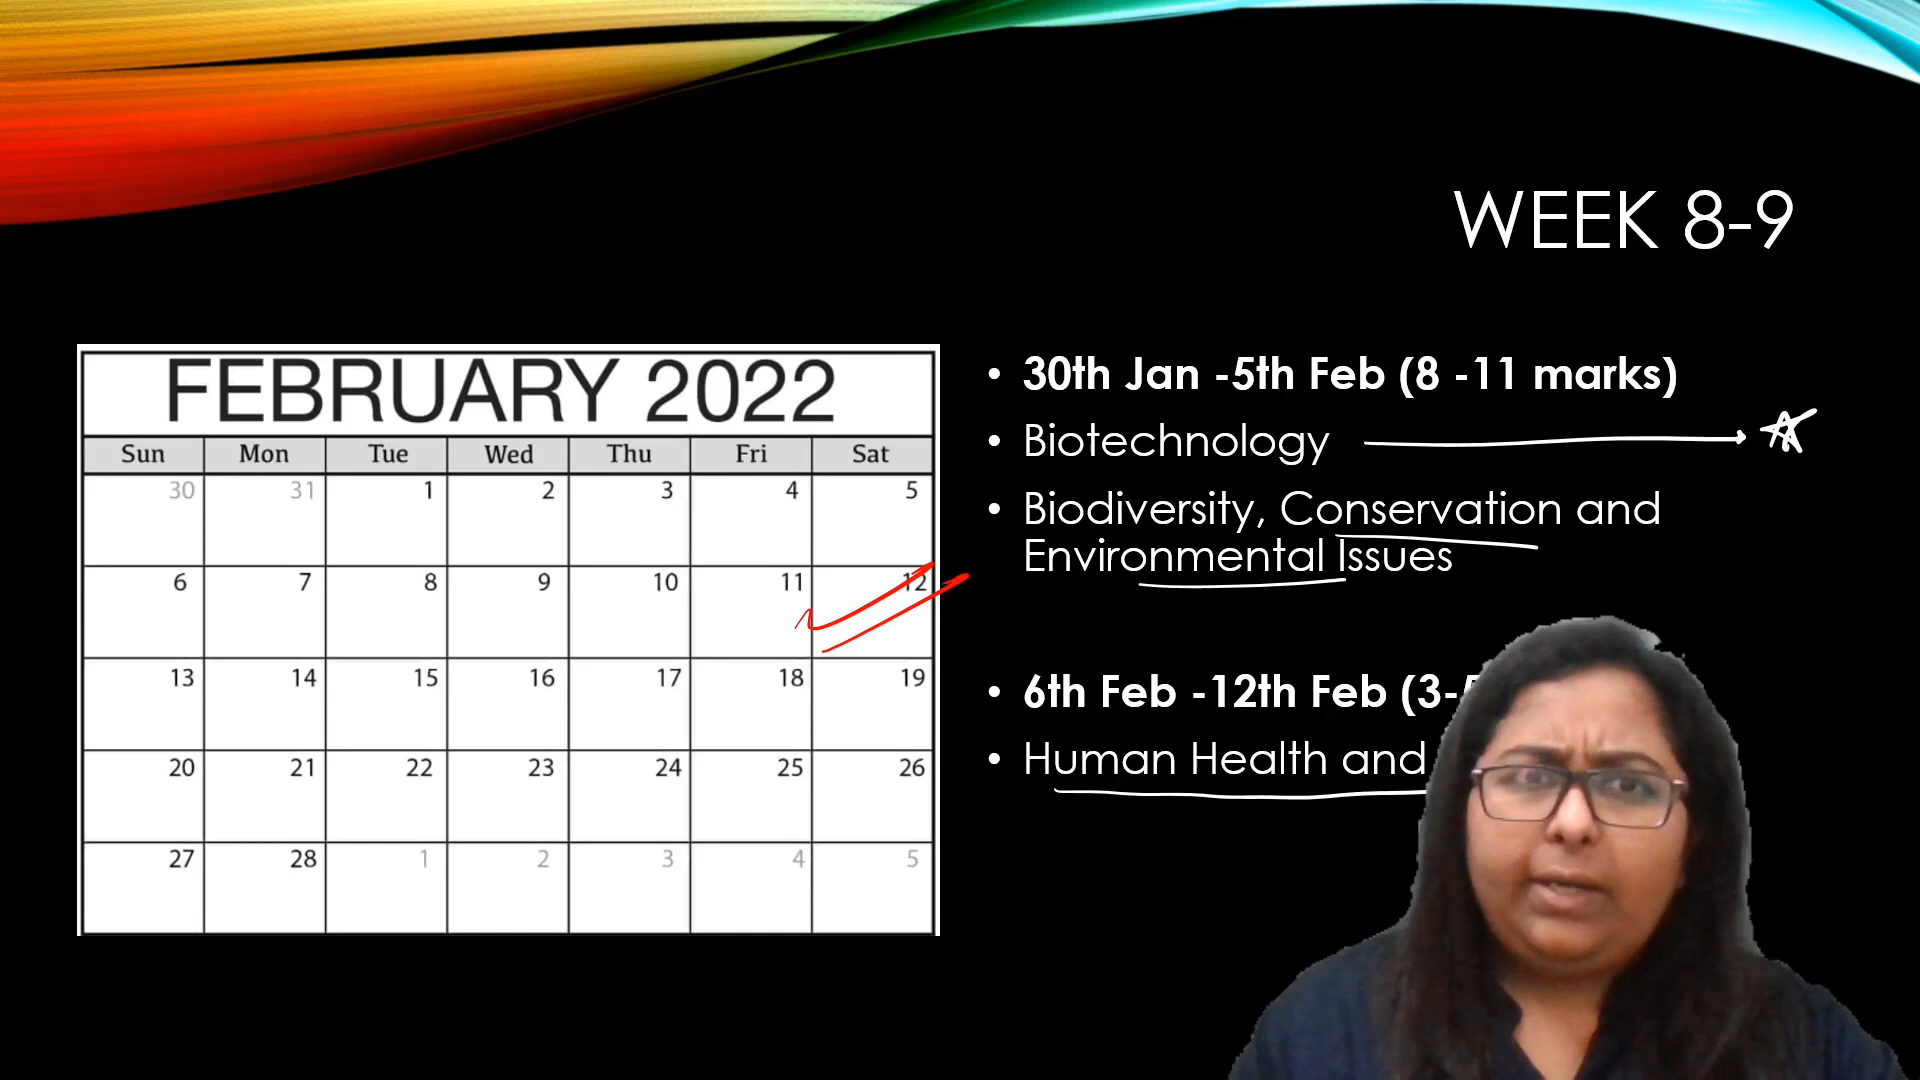 WEEK 8-9
FEBRUARY 2022
Sun Mon Tue Wed Thu Fri Sat
30 31 1 2 3 4 5
6 7 8 9 10 11 12
13 14 15 16 17 18 19
20 21 22 23 24 25 26
27 28 1 2 3 4 5
• 30th Jan -5th Feb (8 -11 marks)
• Biotechnology
• Biodiversity, Conservation and
Environmental Issues
• 6th Feb -12th Feb (3-
• Human Health and